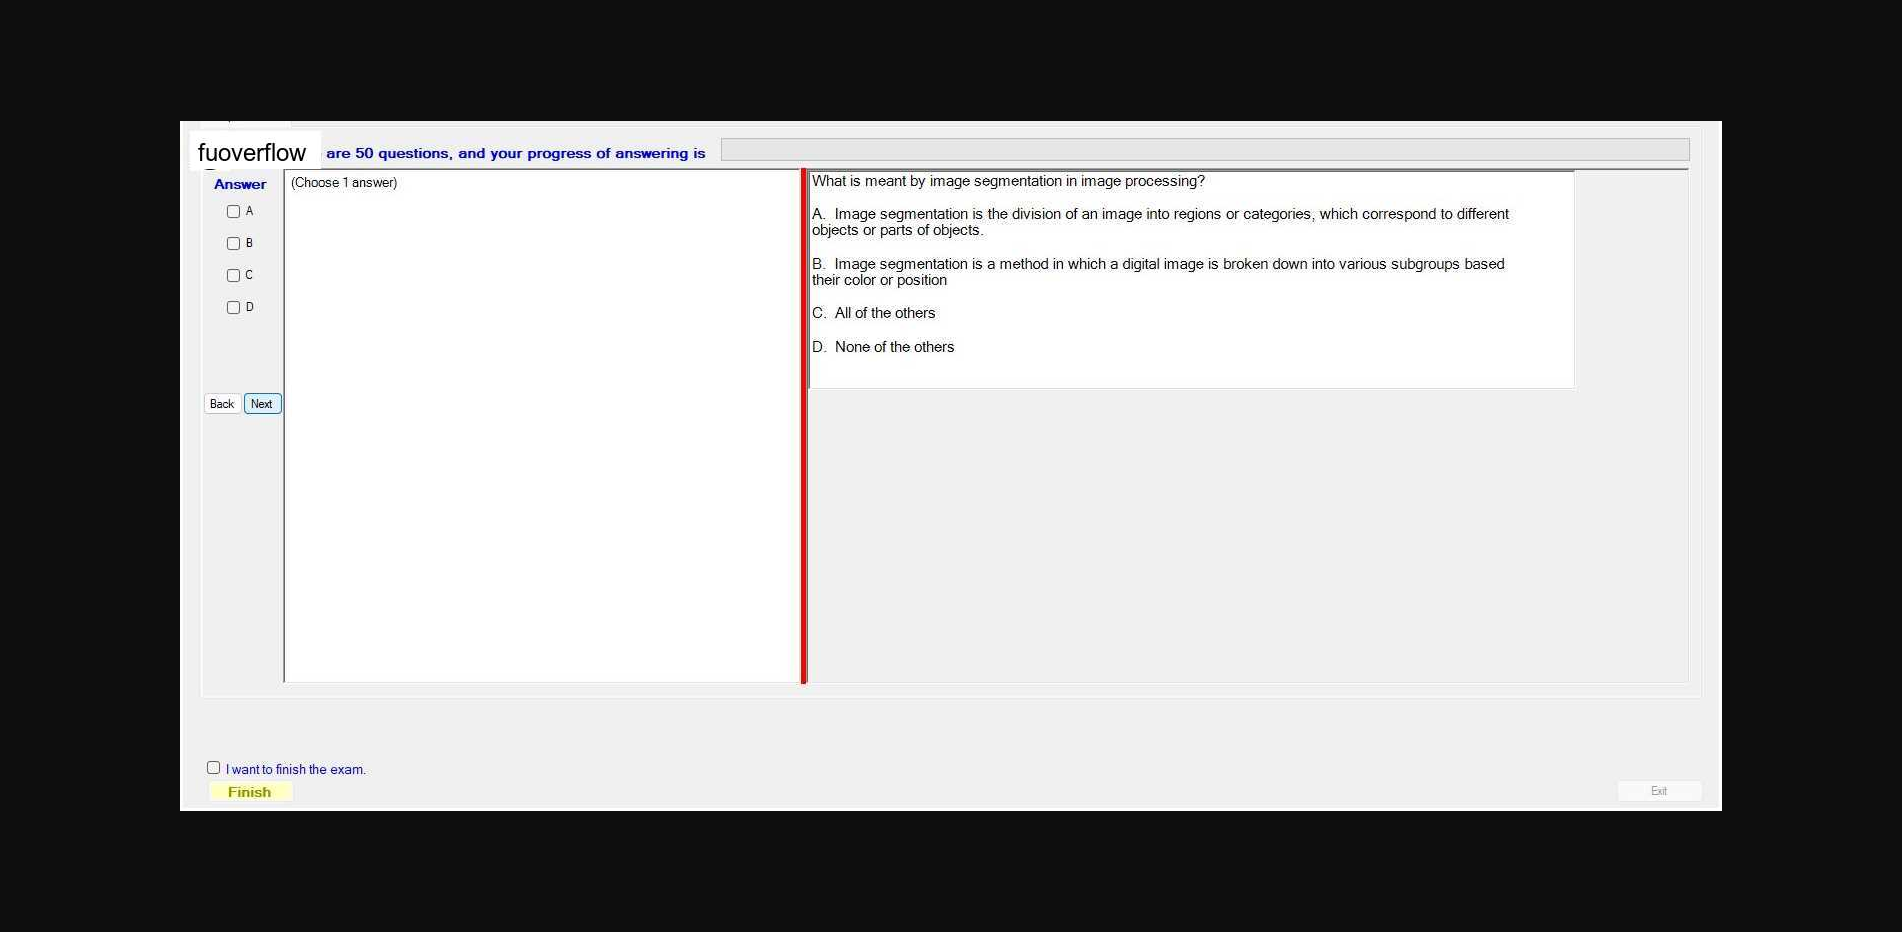 fuoverflow are 50 questions, and your progress of answering is
Answer
A
B
C
D
Back Next
(Choose 1 answer)
What is meant by image segmentation in image processing?
A. Image segmentation is the division of an image into regions or categories, which correspond to different
objects or parts of objects.
B. Image segmentation is a method in which a digital image is broken down into various subgroups based
their color or position
C. All of the others
D. None of the others
I want to finish the exam.
Finish
Exit